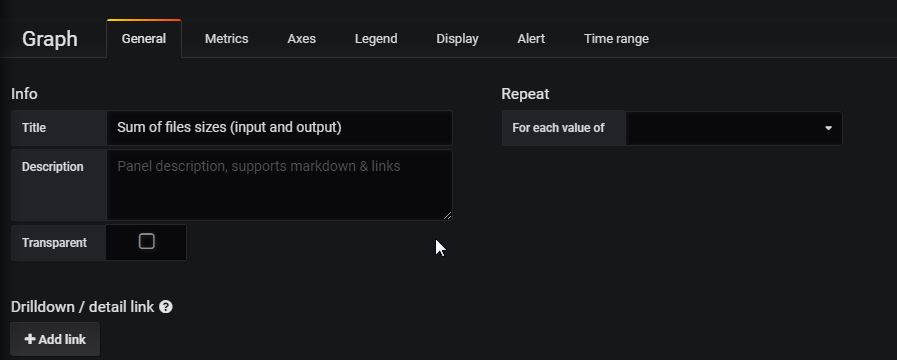 Graph General Metrics Axes Legend Display Alert Time range
Info Repeat
Title Sum of files sizes (input and output) For each value of
Description Panel description, supports markdown & links
Transparent
Drilldown / detail link ?
+ Add link